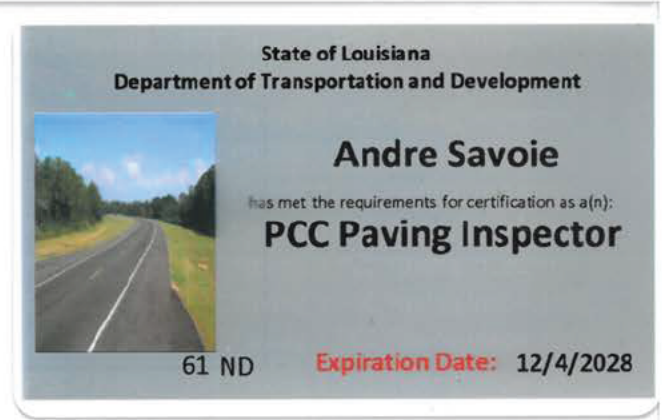 State of Louisiana
Department of Transportation and Development
Andre Savoie
has met the requirements for certification as a(n):
PCC Paving Inspector
61 ND
Expiration Date: 12/4/2028